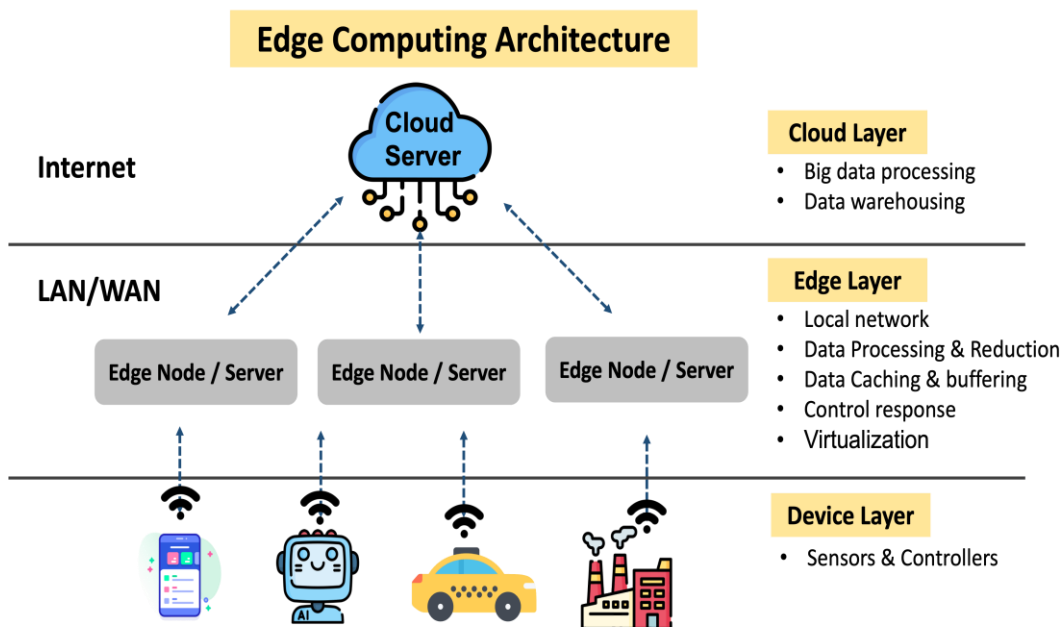 Edge Computing Architecture
Cloud
Server
Internet
Cloud Layer
• Big data processing
• Data warehousing
LAN/WAN
Edge Layer
• Local network
• Data Processing & Reduction
• Data Caching & buffering
• Control response
• Virtualization
Edge Node / Server
Edge Node / Server
Edge Node / Server
Device Layer
• Sensors & Controllers
AI